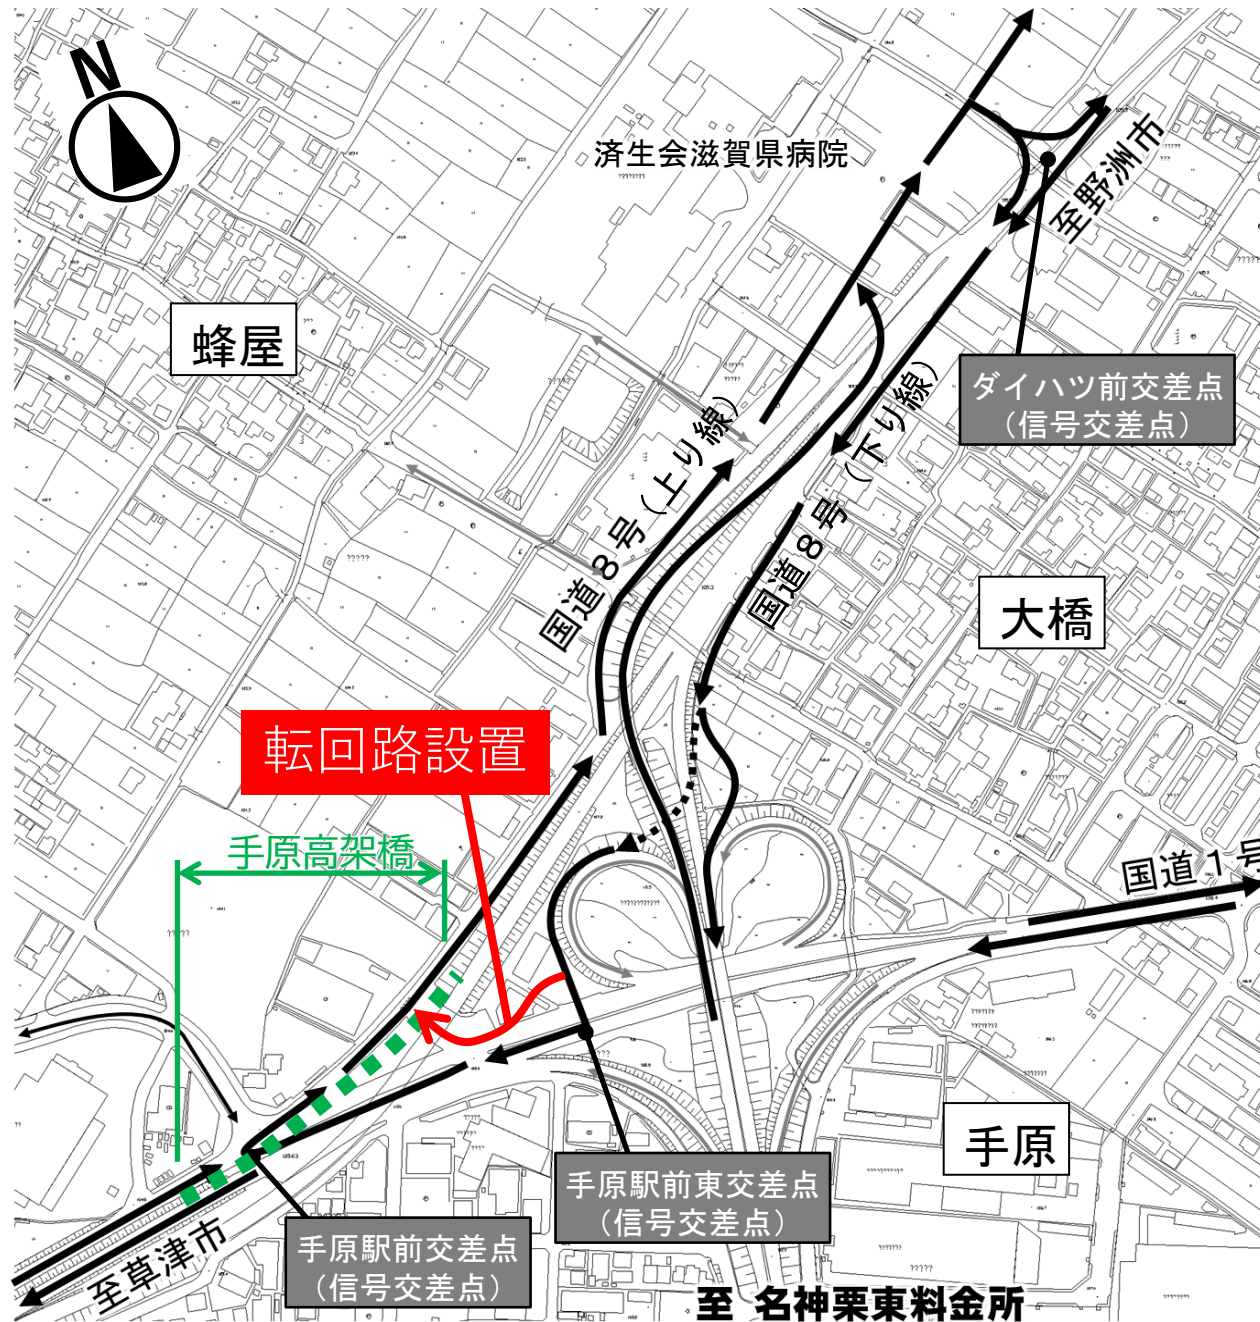 N
済生会滋賀県病院
至野洲市
蜂屋
ダイハツ前交差点
(信号交差点)
国道8号(上り線)
国道8号(下り線)
大橋
転回路設置
手原高架橋
国道1号
手原
手原駅前東交差点
(信号交差点)
手原駅前交差点
(信号交差点)
至草津市
至 名神栗東料金所